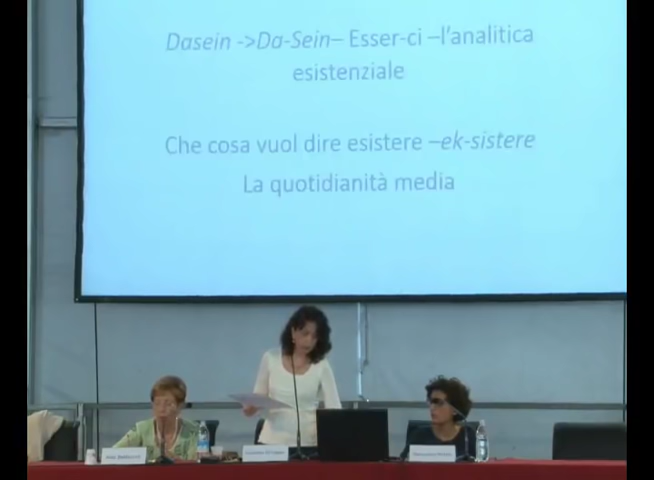 Dasein ->Da-Sein– Esser-ci –l'analitica
esistenziale
Che cosa vuol dire esistere –ek-sistere
La quotidianità media